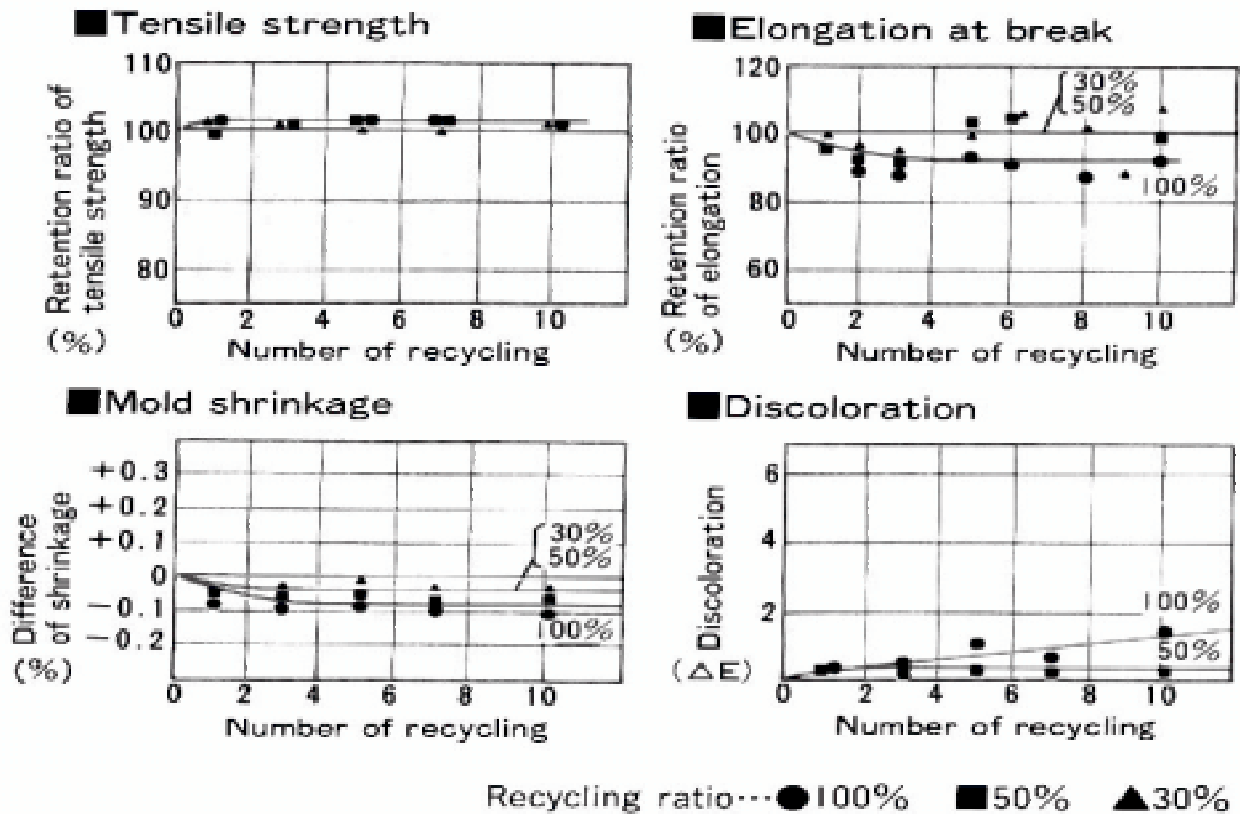 ■Tensile strength
Retention ratio of
tensile strength
(%)
110
100
90
80
0 2 4 6 8 10
Number of recycling
■Elongation at break
Retention ratio
of elongation
(%)
120
100
80
60
30%
50%
100%
0 2 4 6 8 10
Number of recycling
■Mold shrinkage
Difference
of shrinkage
(%)
+0.3
+0.2
+0.1
0
-0.1
-0.2
30%
50%
100%
0 2 4 6 8 10
Number of recycling
■Discoloration
Discoloration
(ΔE)
6
4
2
100%
50%
0 2 4 6 8 10
Number of recycling
Recycling ratio···●100% ■50% ▲30%